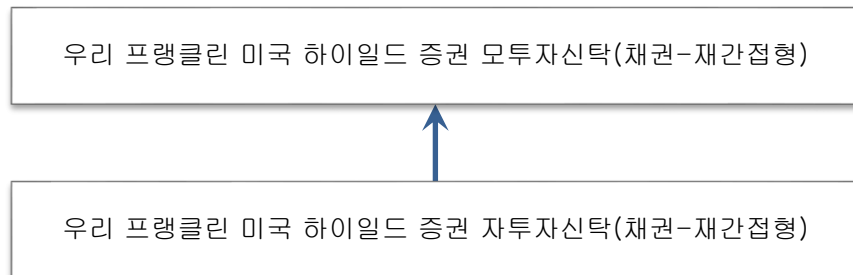 우리 프랭클린 미국 하이일드 증권 모투자신탁(채권-재간접형)
우리 프랭클린 미국 하이일드 증권 자투자신탁(채권-재간접형)